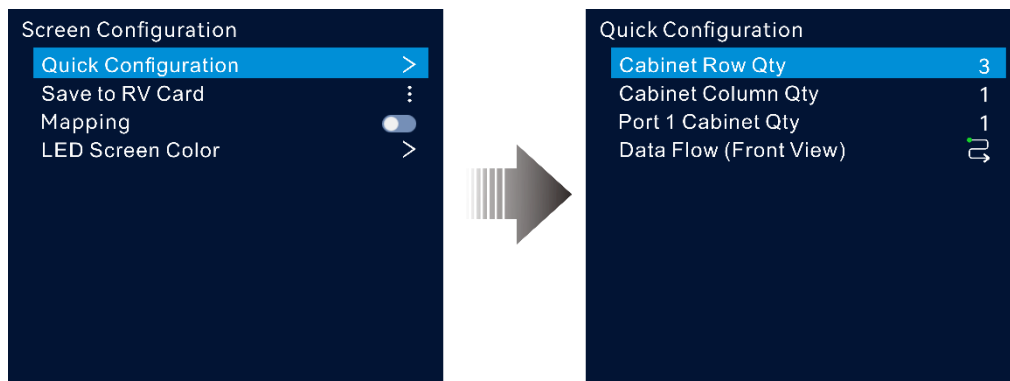 Screen Configuration
Quick Configuration >
Save to RV Card
Mapping
LED Screen Color >
Quick Configuration
Cabinet Row Qty 3
Cabinet Column Qty 1
Port 1 Cabinet Qty 1
Data Flow (Front View)